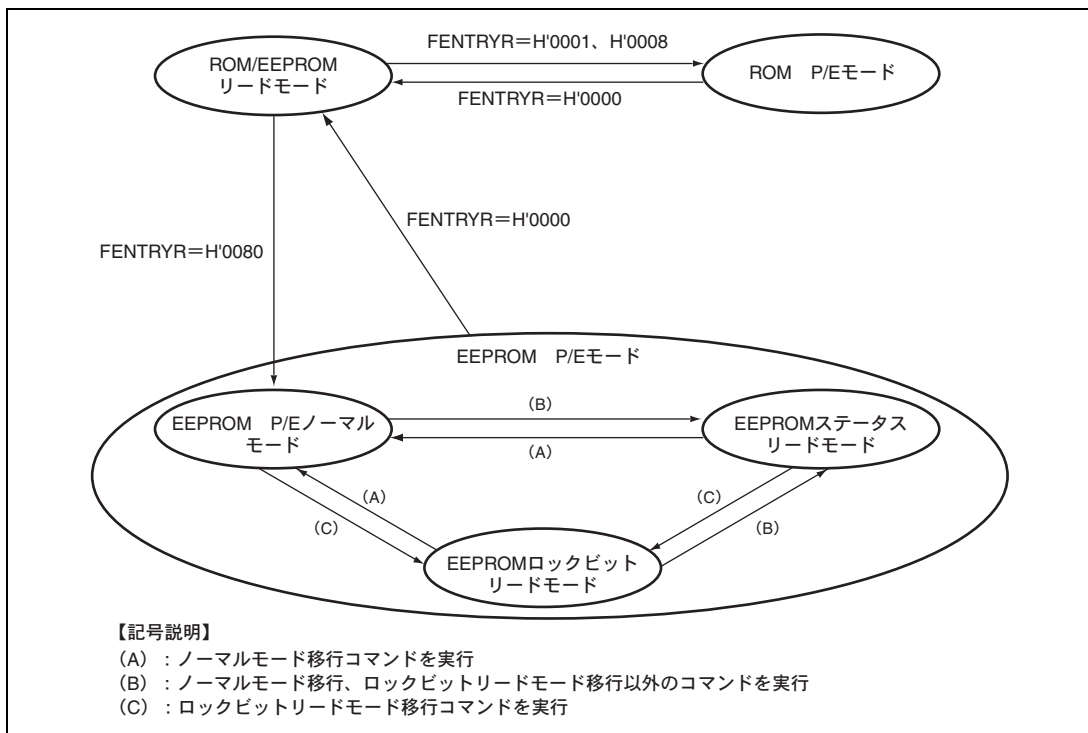 FENTRYR＝H'0001、H'0008
ROM/EEPROM
リードモード
ROM　P/Eモード
FENTRYR＝H'0000
FENTRYR＝H'0000
FENTRYR＝H'0080
EEPROM　P/Eモード
EEPROM　P/Eノーマル
モード
(B)
(A)
EEPROMステータス
リードモード
(A)
(C)
(C)
(B)
EEPROMロックビット
リードモード
【記号説明】
(A)：ノーマルモード移行コマンドを実行
(B)：ノーマルモード移行、ロックビットリードモード移行以外のコマンドを実行
(C)：ロックビットリードモード移行コマンドを実行